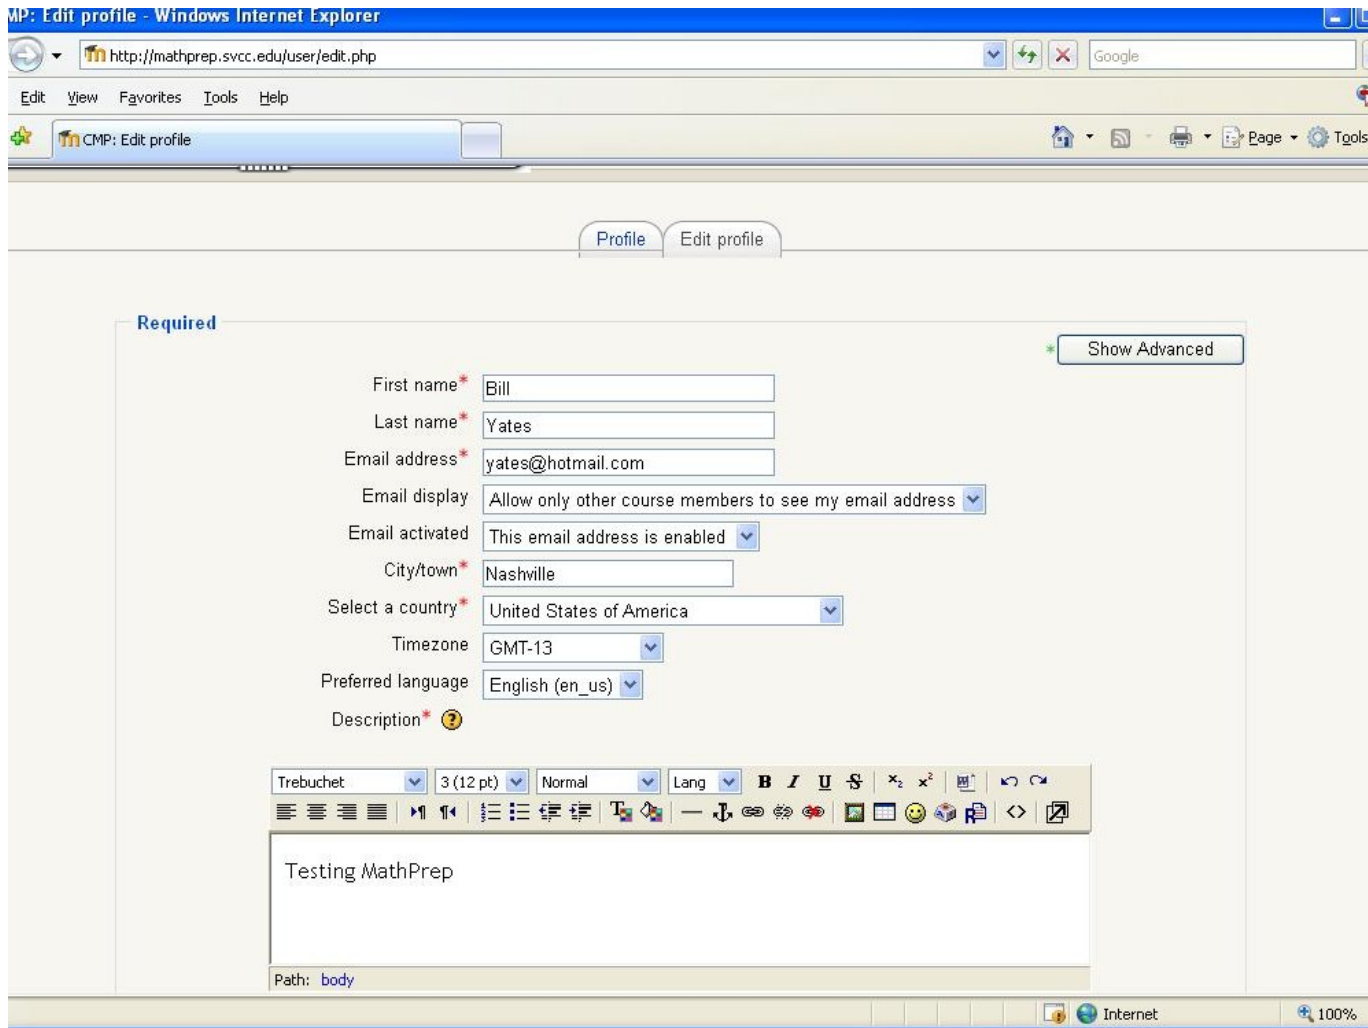 MP: Edit profile - Windows Internet Explorer
http://mathprep.svcc.edu/user/edit.php
Google
Edit View Favorites Tools Help
CMP: Edit profile
Page Tools
Profile Edit profile
Required
* Show Advanced
First name* Bill
Last name* Yates
Email address* yates@hotmail.com
Email display Allow only other course members to see my email address
Email activated This email address is enabled
City/town* Nashville
Select a country* United States of America
Timezone GMT-13
Preferred language English (en_us)
Description* ?
Trebuchet 3 (12 pt) Normal Lang B I U S x₂ x²
Testing MathPrep
Path: body
Internet 100%